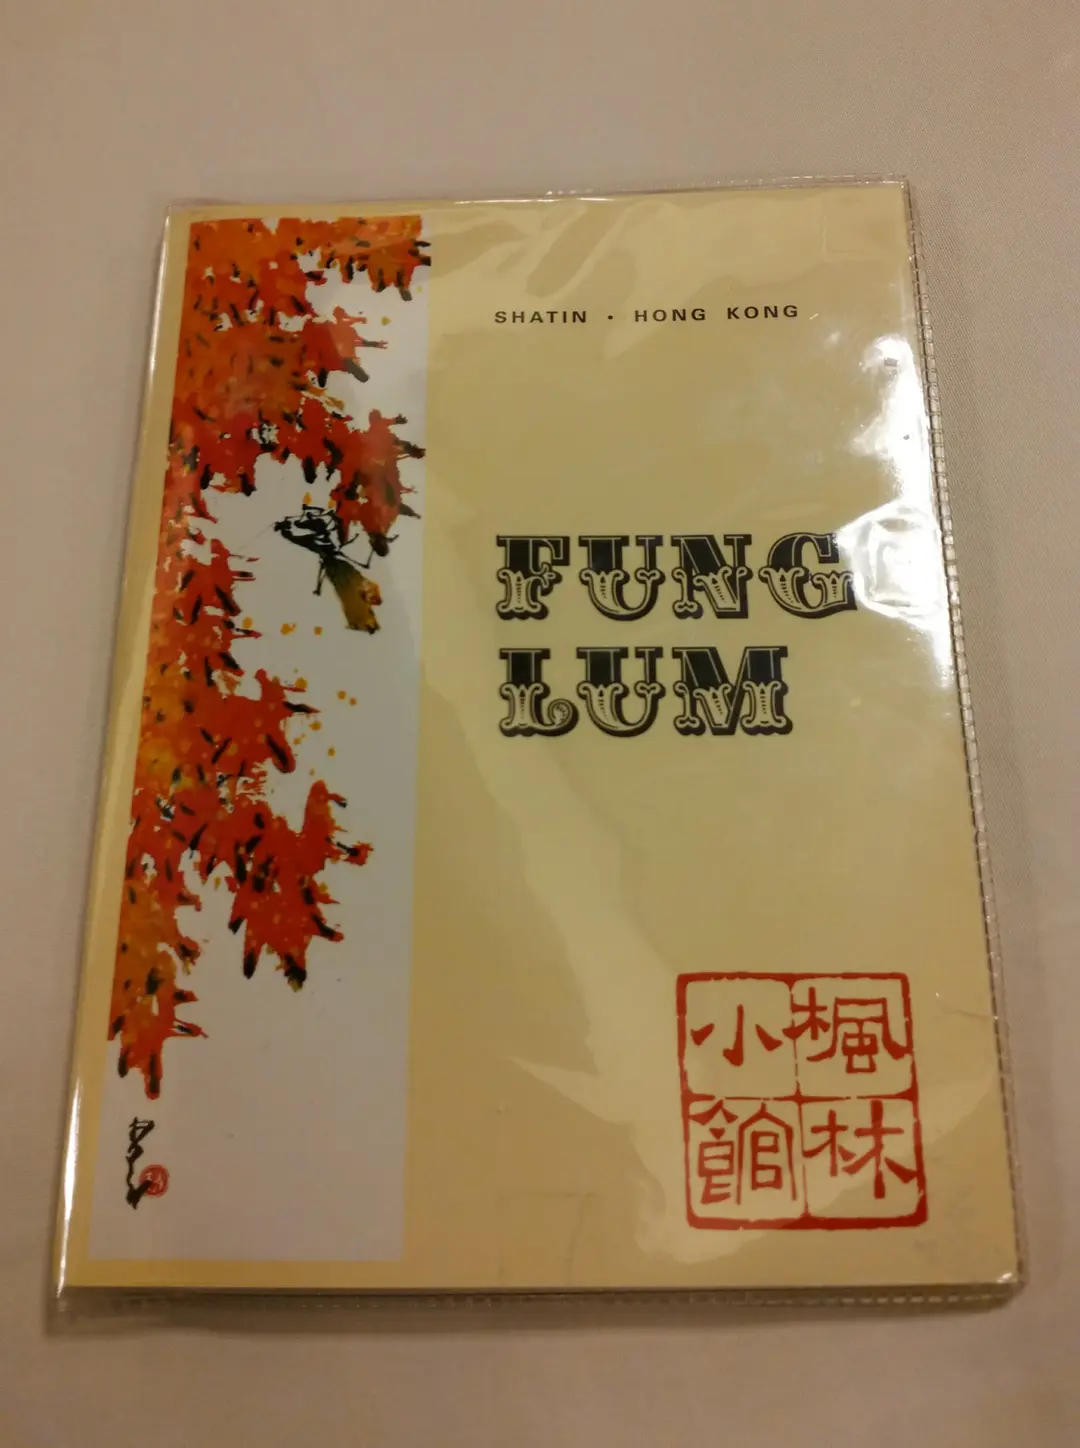 SHATIN • HONG KONG
FUNG
LUM
楓林
小館